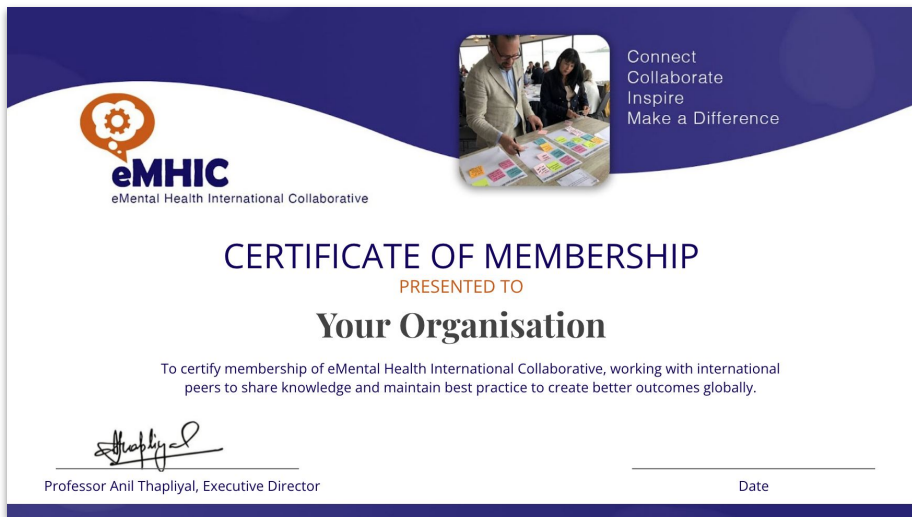 Connect
Collaborate
Inspire
Make a Difference
eMHIC
eMental Health International Collaborative
CERTIFICATE OF MEMBERSHIP
PRESENTED TO
Your Organisation
To certify membership of eMental Health International Collaborative, working with international
peers to share knowledge and maintain best practice to create better outcomes globally.
Professor Anil Thapliyal, Executive Director
Date